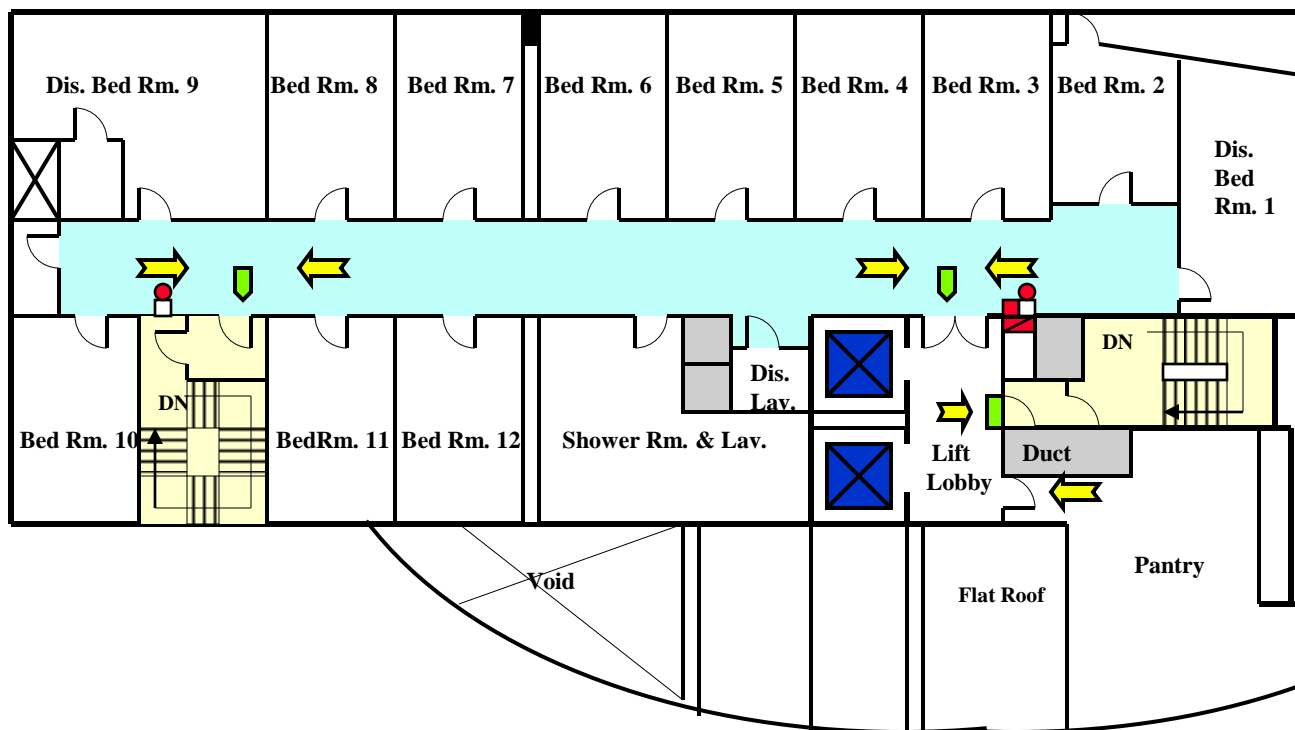 Dis. Bed Rm. 9
Bed Rm. 8
Bed Rm. 7
Bed Rm. 6
Bed Rm. 5
Bed Rm. 4
Bed Rm. 3
Bed Rm. 2
Dis.
Bed
Rm. 1
DN
Dis.
Lav.
DN
Bed Rm. 10
BedRm. 11
Bed Rm. 12
Shower Rm. & Lav.
Lift
Lobby
Duct
Void
Flat Roof
Pantry